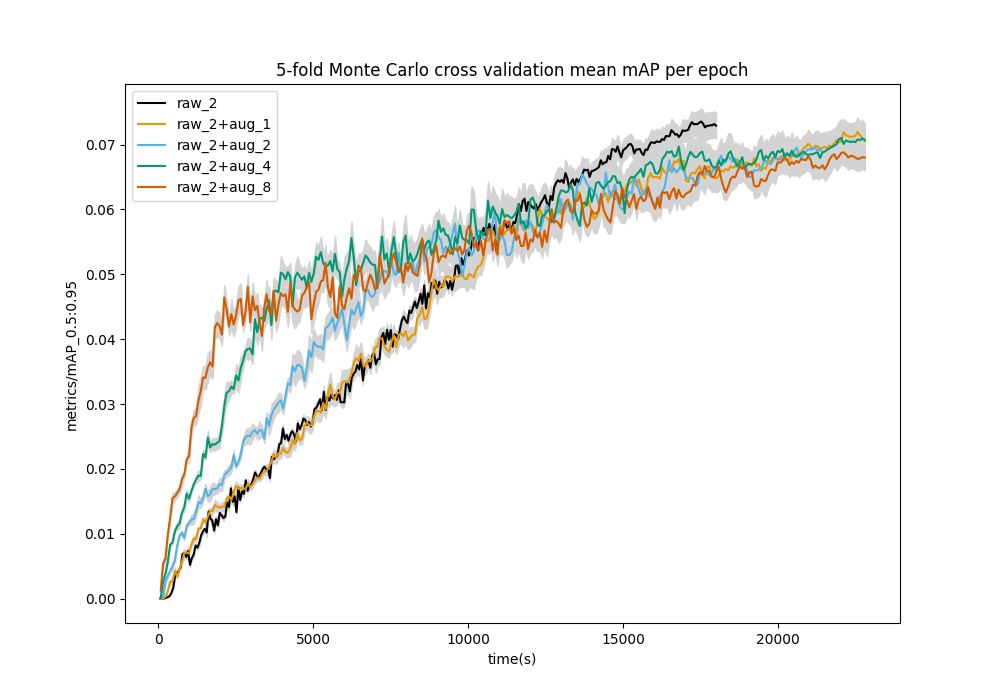 5-fold Monte Carlo cross validation mean mAP per epoch
raw_2
raw_2+aug_1
raw_2+aug_2
raw_2+aug_4
raw_2+aug_8
metrics/mAP_0.5:0.95
0.07
0.06
0.05
0.04
0.03
0.02
0.01
0.00
0
5000
10000
15000
20000
time(s)